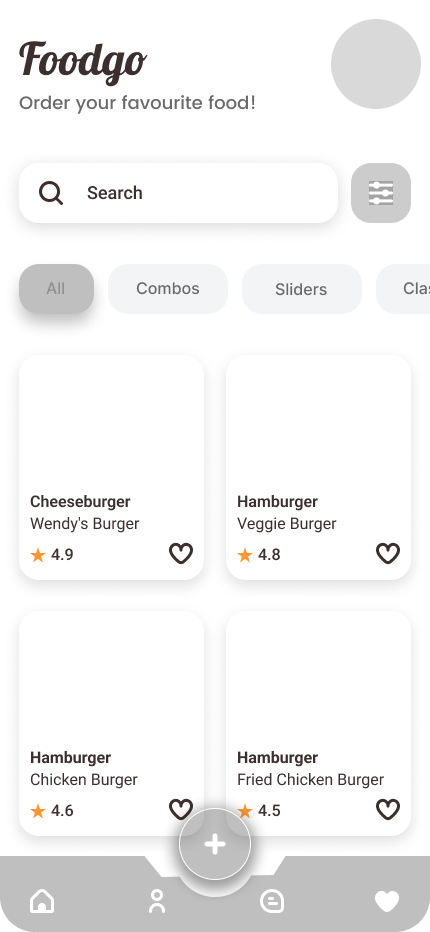 Foodgo
Order your favourite food!
Search
All
Combos
Sliders
Clas
Cheeseburger
Wendy's Burger
4.9
Hamburger
Veggie Burger
4.8
Hamburger
Chicken Burger
4.6
Hamburger
Fried Chicken Burger
4.5